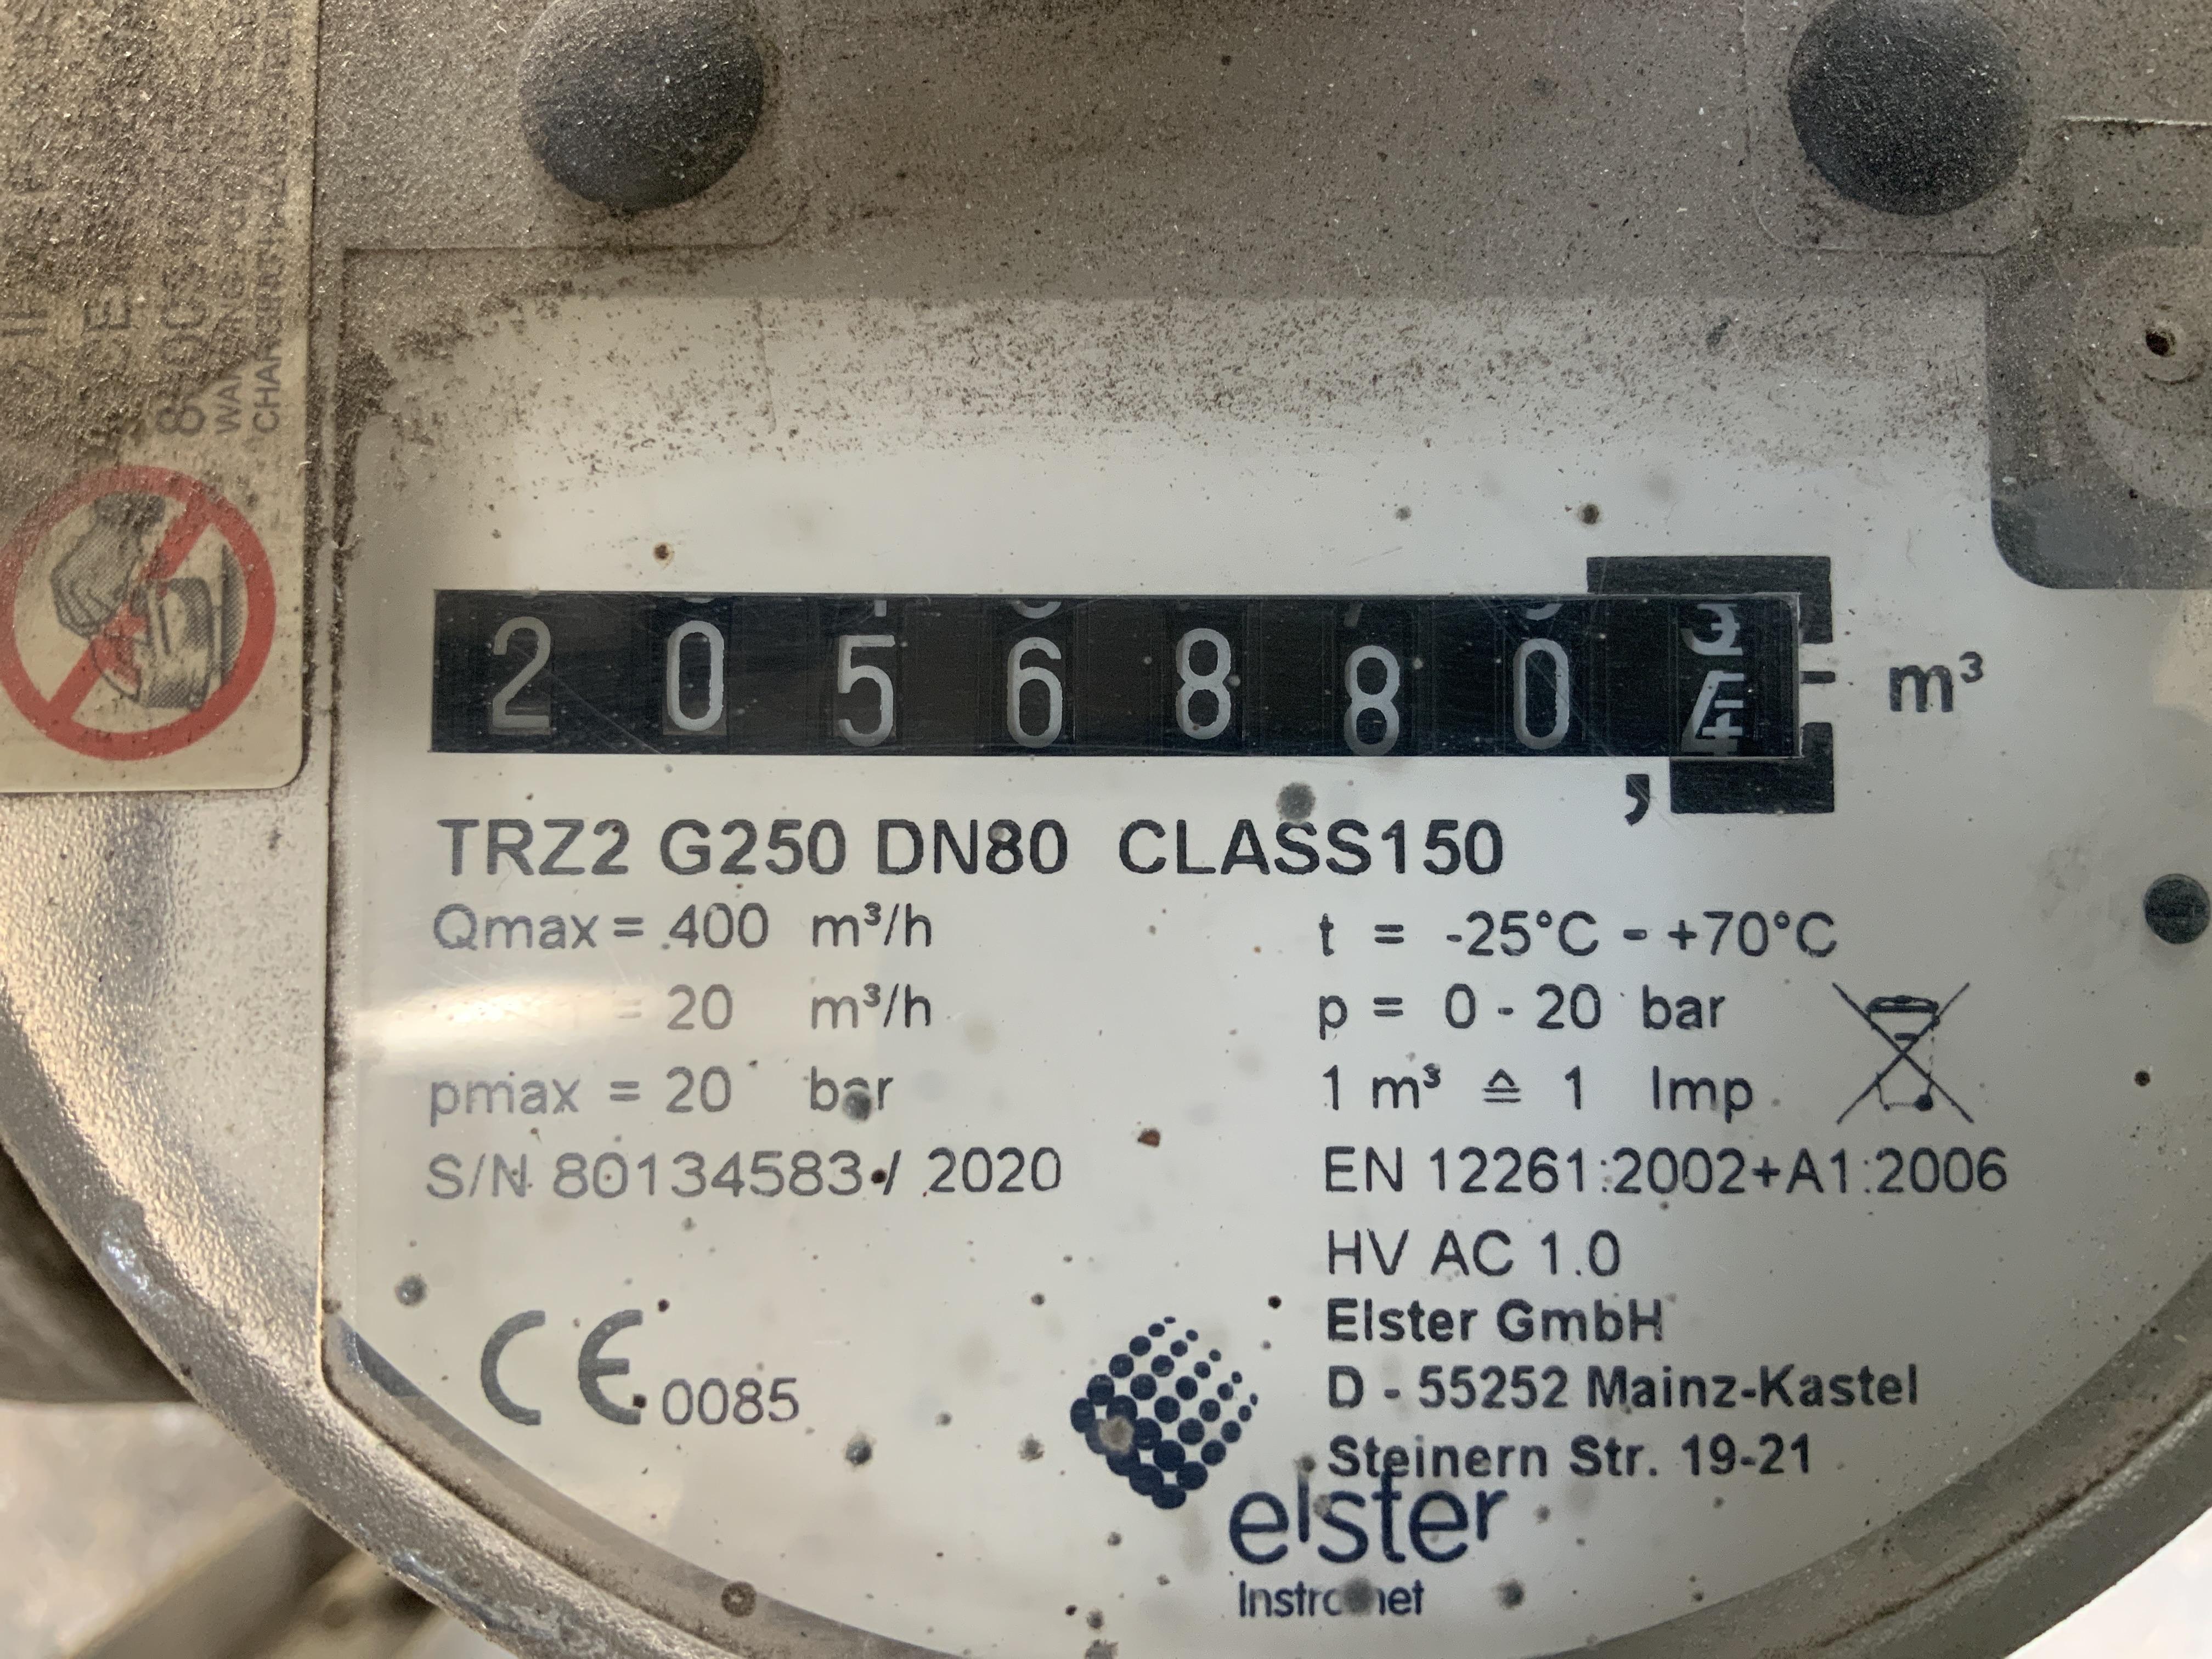 WA
CHA
2 0 5 6 8 8 0 m³
,
TRZ2 G250 DN80 CLASS150
Qmax = 400 m³/h
= 20 m³/h
pmax = 20 bar
S/N 80134583 / 2020
t = -25°C - +70°C
p = 0 - 20 bar
1 m³ ≙ 1 Imp
EN 12261:2002+A1:2006
HV AC 1.0
Elster GmbH
D - 55252 Mainz-Kastel
Steinern Str. 19-21
CE 0085
elster
Instromet